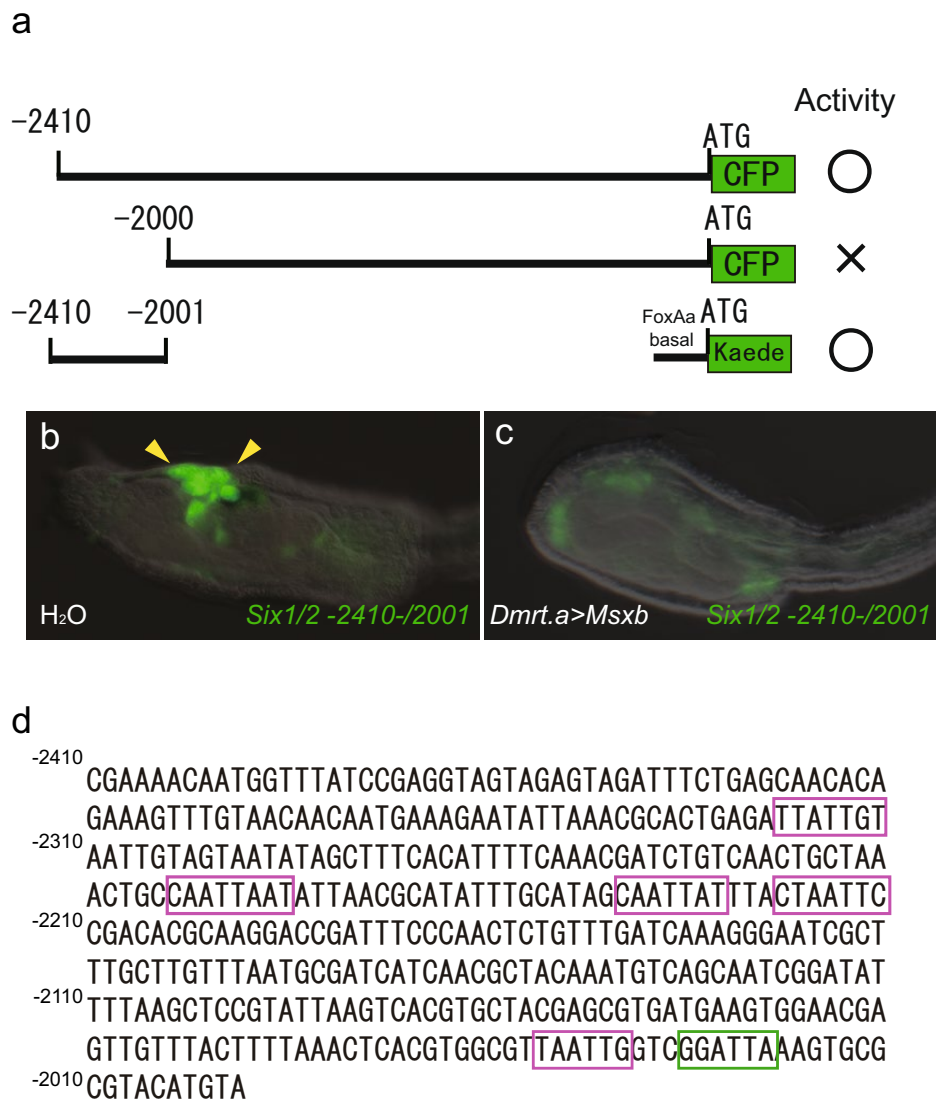 a
Activity
-2410
ATG
CFP
-2000
ATG
CFP
-2410 -2001
FoxAa basal
ATG
Kaede
b
H₂O
Six1/2 -2410-/2001
c
Dmrt.a>Msxb
Six1/2 -2410-/2001
d
-2410
CGAAAACAATGGTTTATCCGAGGTAGTAGAGTAGATTTCTGAGCAACACA
GAAAGTTTGTAACAACAATGAAAGAATATTAAACGCACTGAGATTATTGT
-2310
AATTGTAGTAATATAGCTTTCACATTTTCAAACGATCTGTCAACTGCTAA
ACTGCCAATTAATATTAACGCATATTTGCATAGCAATTATTTACTAATTC
-2210
CGACACGCAAGGACCGATTTCCCAACTCTGTTTGATCAAAGGGAATCGCT
TTGCTTGTTTAATGCGATCATCAACGCTACAAATGTCAGCAATCGGATAT
-2110
TTTAAGCTCCGTATTAAGTCACGTGCTACGAGCGTGATGAAGTGGAACGA
GTTGTTTACTTTTAAACTCACGTGGCGTTAATTGGTCGGATTAAAGTGCG
-2010
CGTACATGTA